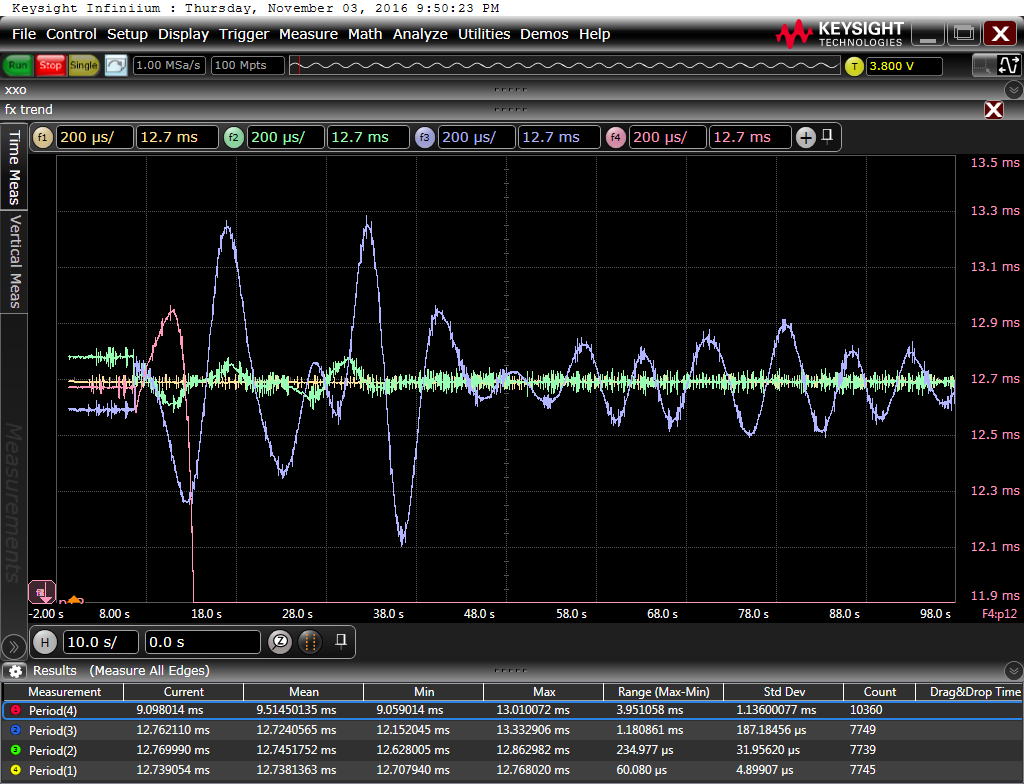 Keysight Infiniium : Thursday, November 03, 2016 9:50:23 PM
File Control Setup Display Trigger Measure Math Analyze Utilities Demos Help
KEYSIGHT
TECHNOLOGIES
Run Stop Single 1.00 MSa/s 100 Mpts T 3.800 V
xxo
fx trend
f1 200 µs/ 12.7 ms f2 200 µs/ 12.7 ms f3 200 µs/ 12.7 ms f4 200 µs/ 12.7 ms
Time Meas
Vertical Meas
Measurements
13.5 ms
13.3 ms
13.1 ms
12.9 ms
12.7 ms
12.5 ms
12.3 ms
12.1 ms
11.9 ms
-2.00 s 8.00 s 18.0 s 28.0 s 38.0 s 48.0 s 58.0 s 68.0 s 78.0 s 88.0 s 98.0 s F4:p12
H 10.0 s/ 0.0 s
Results (Measure All Edges)
Measurement Current Mean Min Max Range (Max-Min) Std Dev Count Drag&Drop Time
1 Period(4) 9.098014 ms 9.51450135 ms 9.059014 ms 13.010072 ms 3.951058 ms 1.13600077 ms 10360
2 Period(3) 12.762110 ms 12.7240565 ms 12.152045 ms 13.332906 ms 1.180861 ms 187.18456 µs 7749
3 Period(2) 12.769990 ms 12.7451752 ms 12.628005 ms 12.862982 ms 234.977 µs 31.95620 µs 7739
4 Period(1) 12.739054 ms 12.7381363 ms 12.707940 ms 12.768020 ms 60.080 µs 4.89907 µs 7745